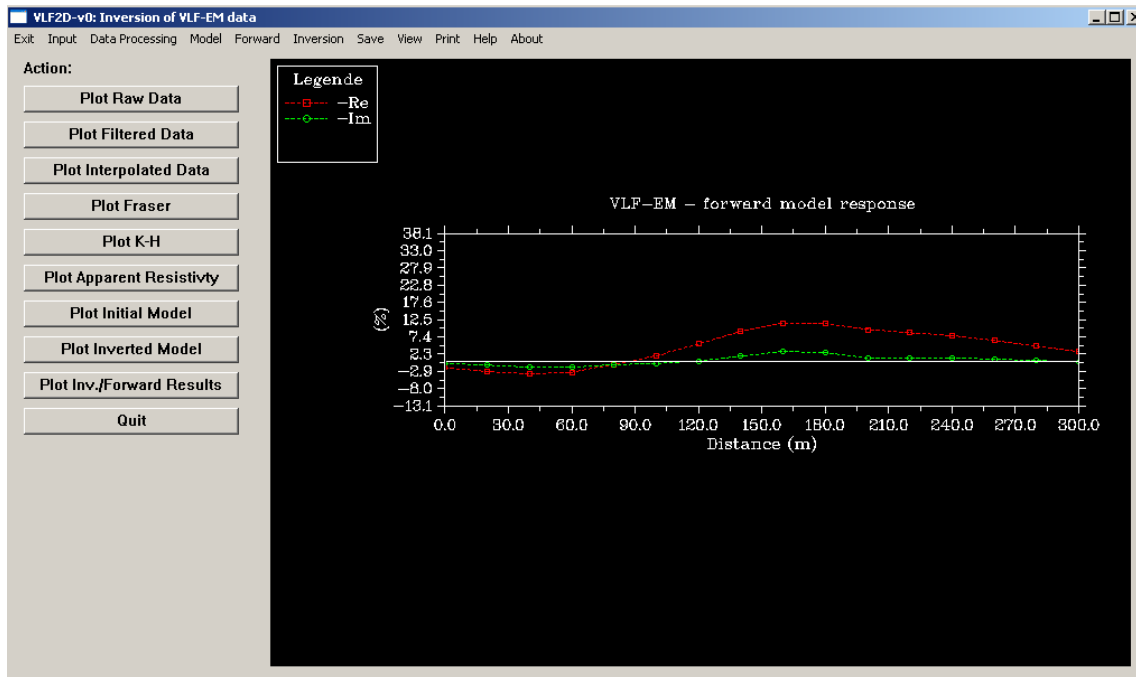 VLF2D-v0: Inversion of VLF-EM data
Exit Input Data Processing Model Forward Inversion Save View Print Help About
Action:
Plot Raw Data
Plot Filtered Data
Plot Interpolated Data
Plot Fraser
Plot K-H
Plot Apparent Resistivty
Plot Initial Model
Plot Inverted Model
Plot Inv./Forward Results
Quit
Legende
-Re
-Im
VLF-EM - forward model response
38.1
33.0
27.9
22.8
17.6
12.5
7.4
2.3
-2.9
-8.0
-13.1
(%)
0.0 30.0 60.0 90.0 120.0 150.0 180.0 210.0 240.0 270.0 300.0
Distance (m)